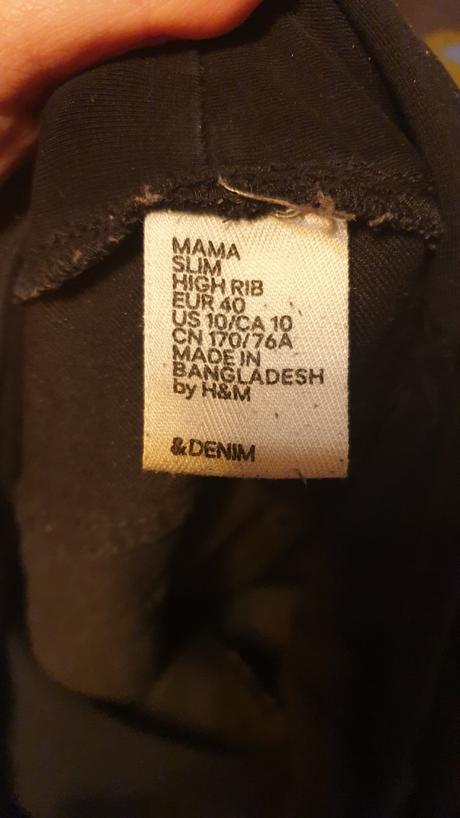 MAMA
SLIM
HIGH RIB
EUR 40
US 10/CA 10
CN 170/76A
MADE IN
BANGLADESH
by H&M
&DENIM